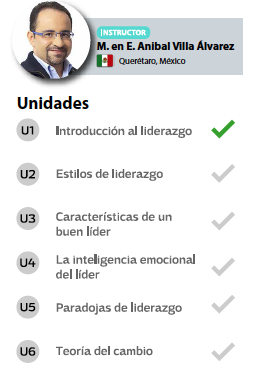 INSTRUCTOR
M. en E. Aníbal Villa Álvarez
Querétaro, México
Unidades
U1 Introducción al liderazgo
U2 Estilos de liderazgo
U3 Características de un
buen líder
U4 La inteligencia emocional
del líder
U5 Paradojas de liderazgo
U6 Teoría del cambio